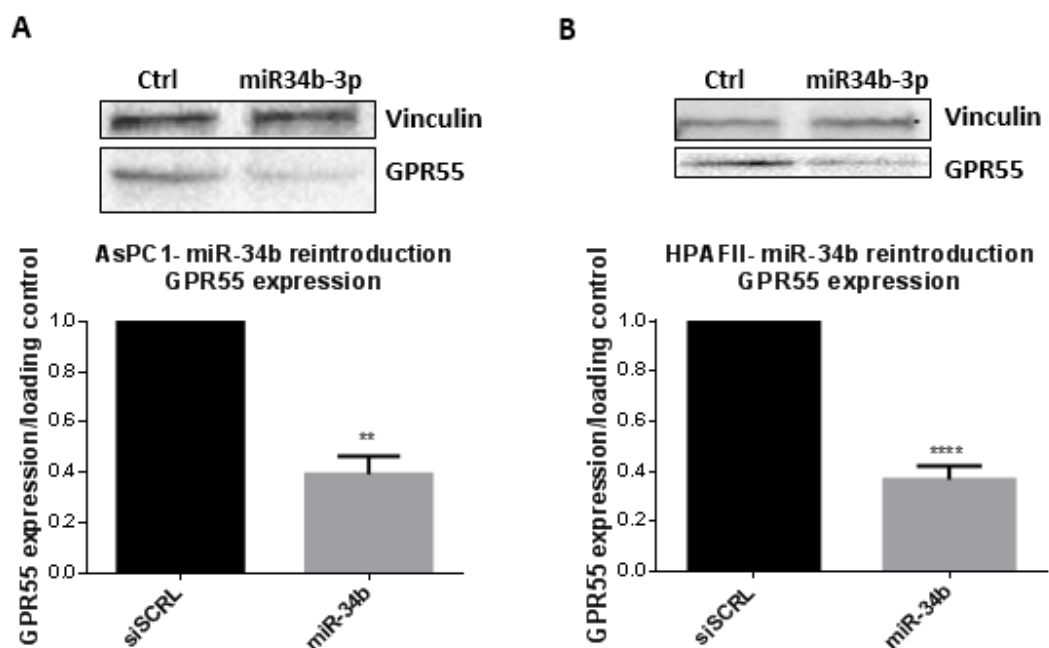 A
Ctrl miR34b-3p
Vinculin
GPR55
AsPC1- miR-34b reintroduction
GPR55 expression
GPR55 expression/loading control
1.0
0.8
0.6
0.4
0.2
0.0
**
siSCRL
miR-34b
B
Ctrl miR34b-3p
Vinculin
GPR55
HPAFII- miR-34b reintroduction
GPR55 expression
GPR55 expression/loading control
1.0
0.8
0.6
0.4
0.2
0.0
****
siSCRL
miR-34b